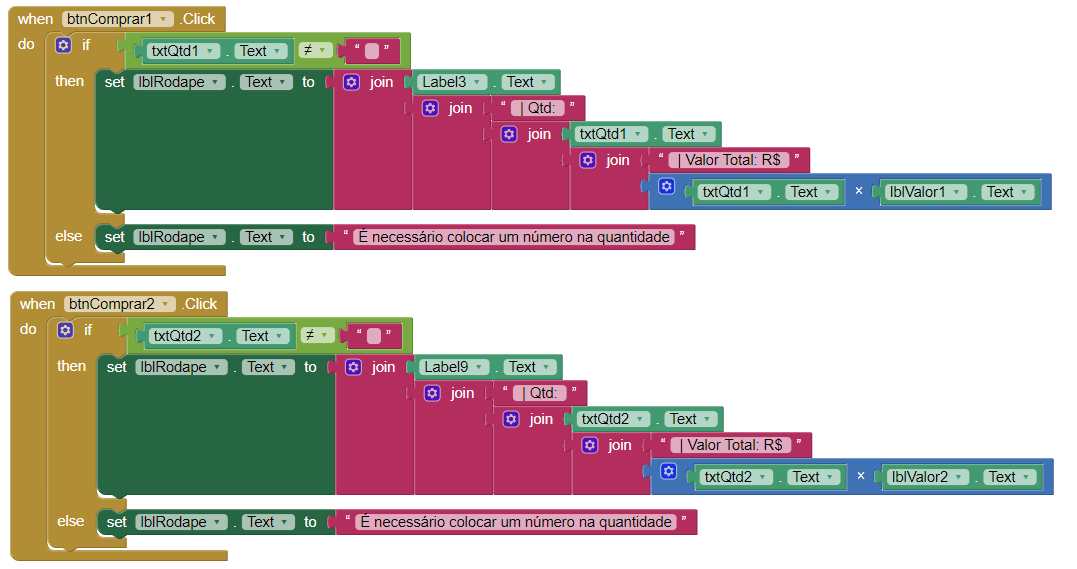 when btnComprar1 .Click
do if txtQtd1 . Text ≠ “ ”
then set lblRodape . Text to join Label3 . Text
join “ | Qtd: ”
join txtQtd1 . Text
join “ | Valor Total: R$ ”
txtQtd1 . Text × lblValor1 . Text
else set lblRodape . Text to “ É necessário colocar um número na quantidade ”
when btnComprar2 .Click
do if txtQtd2 . Text ≠ “ ”
then set lblRodape . Text to join Label9 . Text
join “ | Qtd: ”
join txtQtd2 . Text
join “ | Valor Total: R$ ”
txtQtd2 . Text × lblValor2 . Text
else set lblRodape . Text to “ É necessário colocar um número na quantidade ”